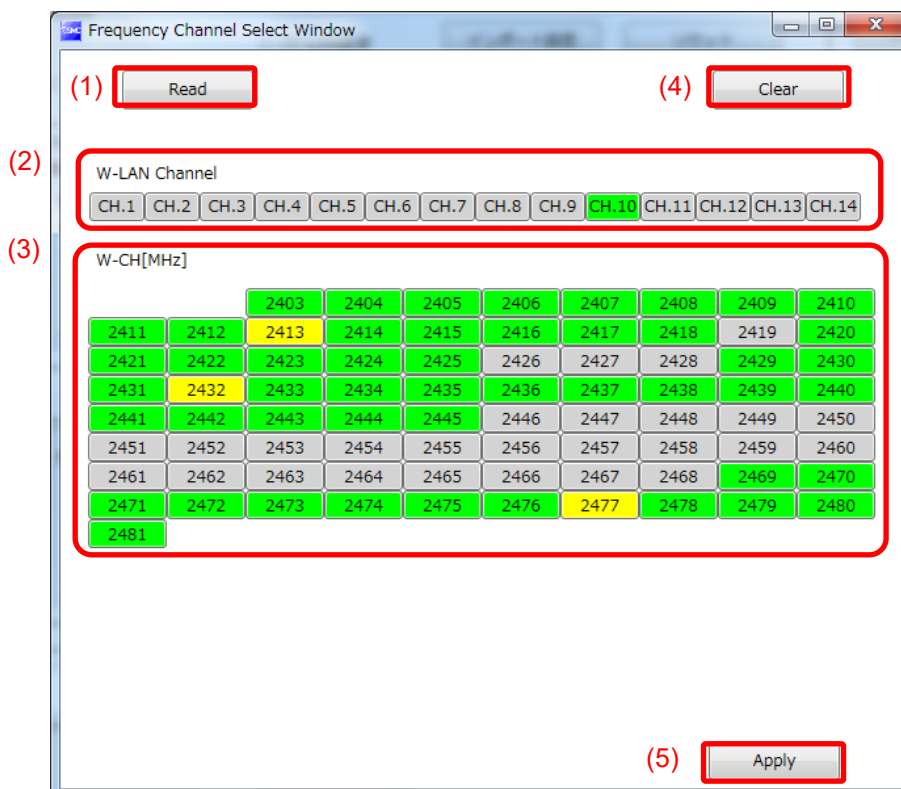 Frequency Channel Select Window
(1) Read (4) Clear
(2)
W-LAN Channel
CH.1 CH.2 CH.3 CH.4 CH.5 CH.6 CH.7 CH.8 CH.9 CH.10 CH.11 CH.12 CH.13 CH.14
(3)
W-CH[MHz]
2403 2404 2405 2406 2407 2408 2409 2410
2411 2412 2413 2414 2415 2416 2417 2418 2419 2420
2421 2422 2423 2424 2425 2426 2427 2428 2429 2430
2431 2432 2433 2434 2435 2436 2437 2438 2439 2440
2441 2442 2443 2444 2445 2446 2447 2448 2449 2450
2451 2452 2453 2454 2455 2456 2457 2458 2459 2460
2461 2462 2463 2464 2465 2466 2467 2468 2469 2470
2471 2472 2473 2474 2475 2476 2477 2478 2479 2480
2481
(5) Apply